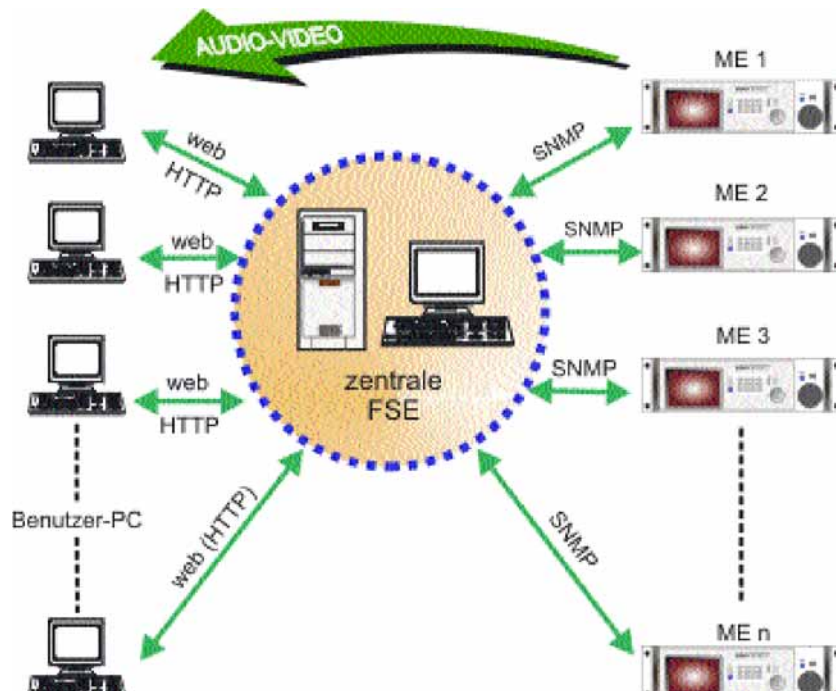 AUDIO-VIDEO
ME 1
web
HTTP
SNMP
ME 2
web
HTTP
SNMP
ME 3
web
HTTP
zentrale
FSE
SNMP
Benutzer-PC
web (HTTP)
SNMP
ME n